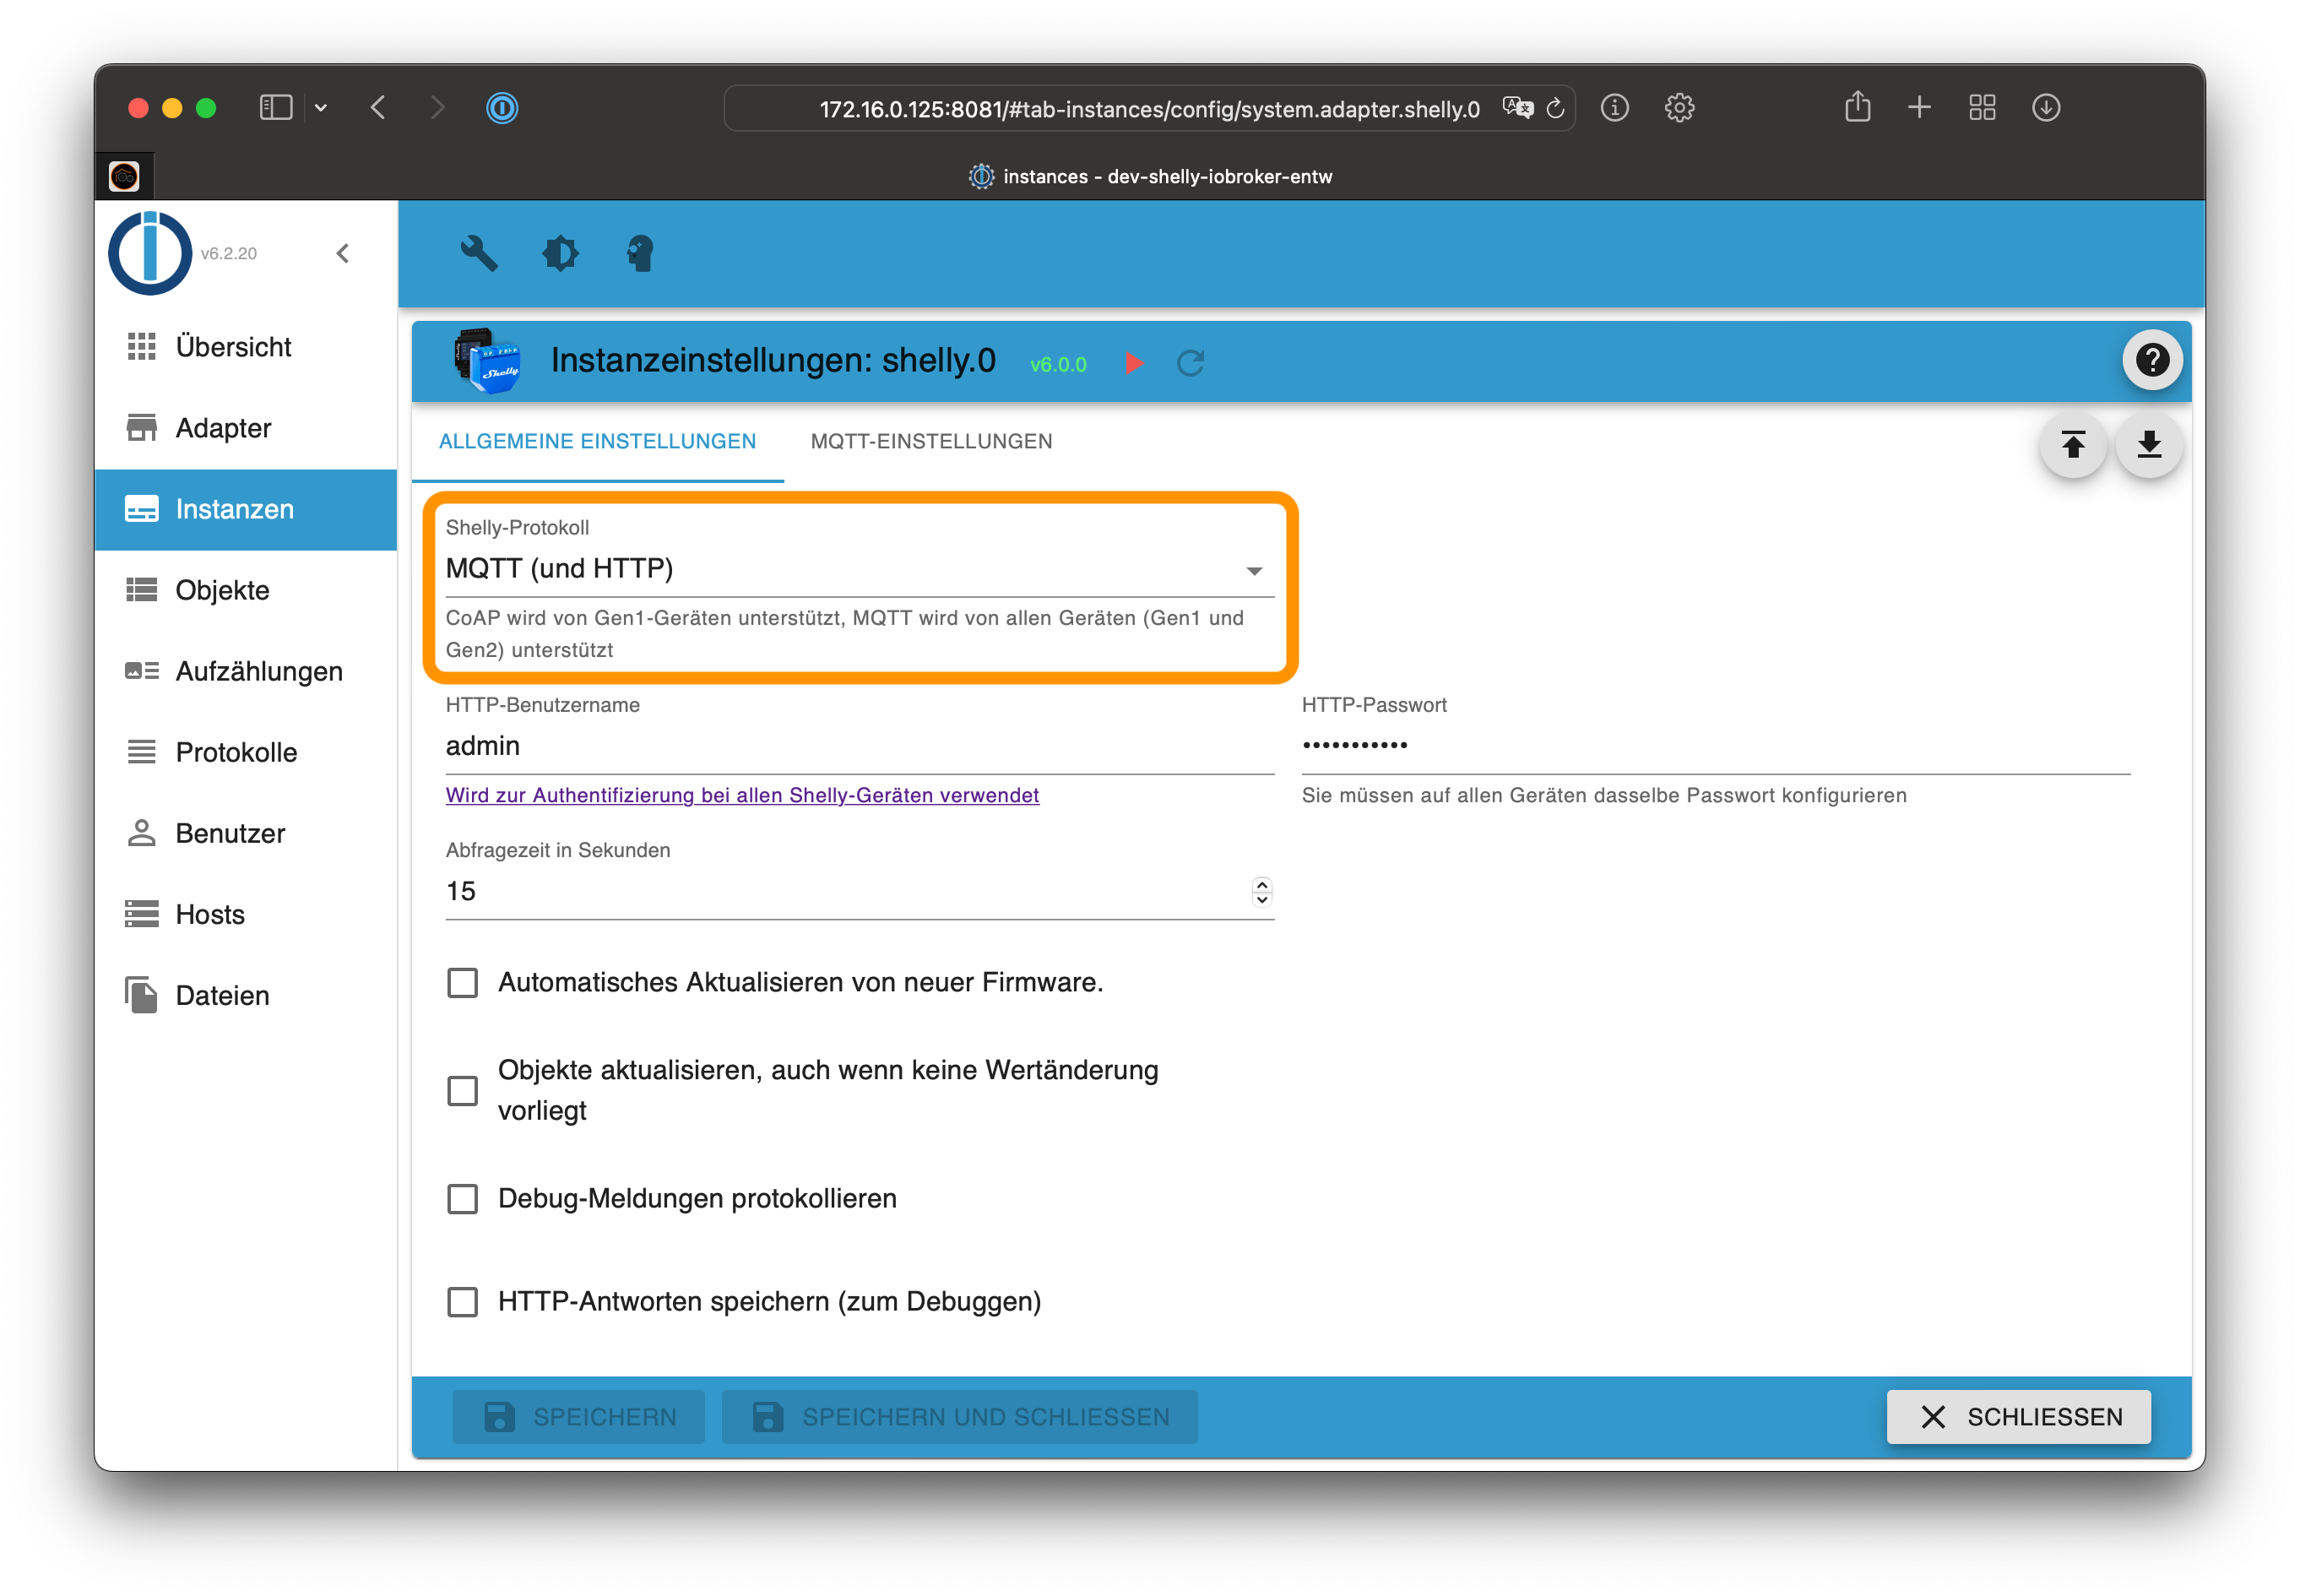 172.16.0.125:8081/#tab-instances/config/system.adapter.shelly.0
instances - dev-shelly-iobroker-entw
v6.2.20
Übersicht
Adapter
Instanzen
Objekte
Aufzählungen
Protokolle
Benutzer
Hosts
Dateien
Shelly
Instanzeinstellungen: shelly.0
v6.0.0
ALLGEMEINE EINSTELLUNGEN
MQTT-EINSTELLUNGEN
Shelly-Protokoll
MQTT (und HTTP)
CoAP wird von Gen1-Geräten unterstützt, MQTT wird von allen Geräten (Gen1 und
Gen2) unterstützt
HTTP-Benutzername
admin
Wird zur Authentifizierung bei allen Shelly-Geräten verwendet
HTTP-Passwort
•••••••••••
Sie müssen auf allen Geräten dasselbe Passwort konfigurieren
Abfragezeit in Sekunden
15
Automatisches Aktualisieren von neuer Firmware.
Objekte aktualisieren, auch wenn keine Wertänderung
vorliegt
Debug-Meldungen protokollieren
HTTP-Antworten speichern (zum Debuggen)
SPEICHERN
SPEICHERN UND SCHLIESSEN
SCHLIESSEN